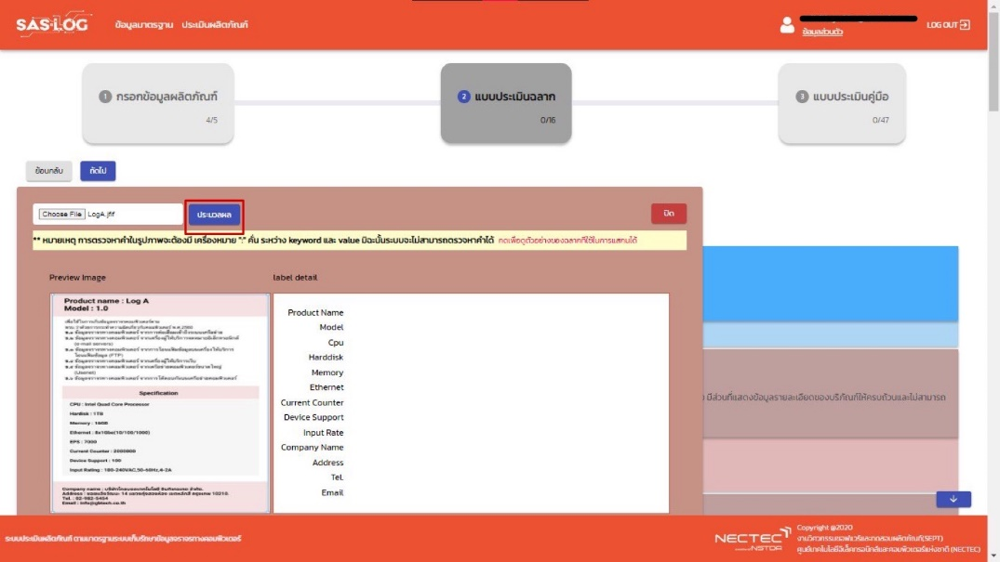 SAS-LOG
ข้อมูลมาตรฐาน ประเมินผลิตภัณฑ์
ข้อมูลส่วนตัว
LOG OUT
1 กรอกข้อมูลผลิตภัณฑ์
4/5
2 แบบประเมินฉลาก
0/16
3 แบบประเมินคู่มือ
0/47
ย้อนกลับ ถัดไป
Choose File LogA.jfif ประมวลผล ปิด
** หมายเหตุ การตรวจหาคำในรูปภาพจะต้องมี เครื่องหมาย ":" คั่น ระหว่าง keyword และ value มิฉะนั้นระบบจะไม่สามารถตรวจหาคำได้ กดเพื่อดูตัวอย่างของฉลากที่ใช้ในการแสกนได้
Preview Image label detail
Product name : Log A
Model : 1.0
(e-mail servers)
(Usenet)
Specification
CPU : Intel Quad Core Processor
Hardisk : 1TB
Memory : 16GB
Ethernet : 8x1Gbe(10/100/1000)
EPS : 7000
Current Counter : 2000000
Device Support : 100
Input Rating : 180-240VAC,50-60Hz,4-2A
Tel. : 02-982-5454
Email : info@gbtech.co.th
Product Name
Model
Cpu
Harddisk
Memory
Ethernet
Current Counter
Device Support
Input Rate
Company Name
Address
Tel.
Email
มีส่วนที่แสดงข้อมูลรายละเอียดของบริภัณฑ์ให้ครบถ้วนและไม่สามารถ
ระบบประเมินผลิตภัณฑ์ ตามมาตรฐานระบบเก็บรักษาข้อมูลจราจรทางคอมพิวเตอร์
NECTEC
NSTDA
Copyright @2020
งานวิศวกรรมซอฟต์แวร์และทดสอบผลิตภัณฑ์(SEPT)
ศูนย์เทคโนโลยีอิเล็กทรอนิกส์และคอมพิวเตอร์แห่งชาติ (NECTEC)